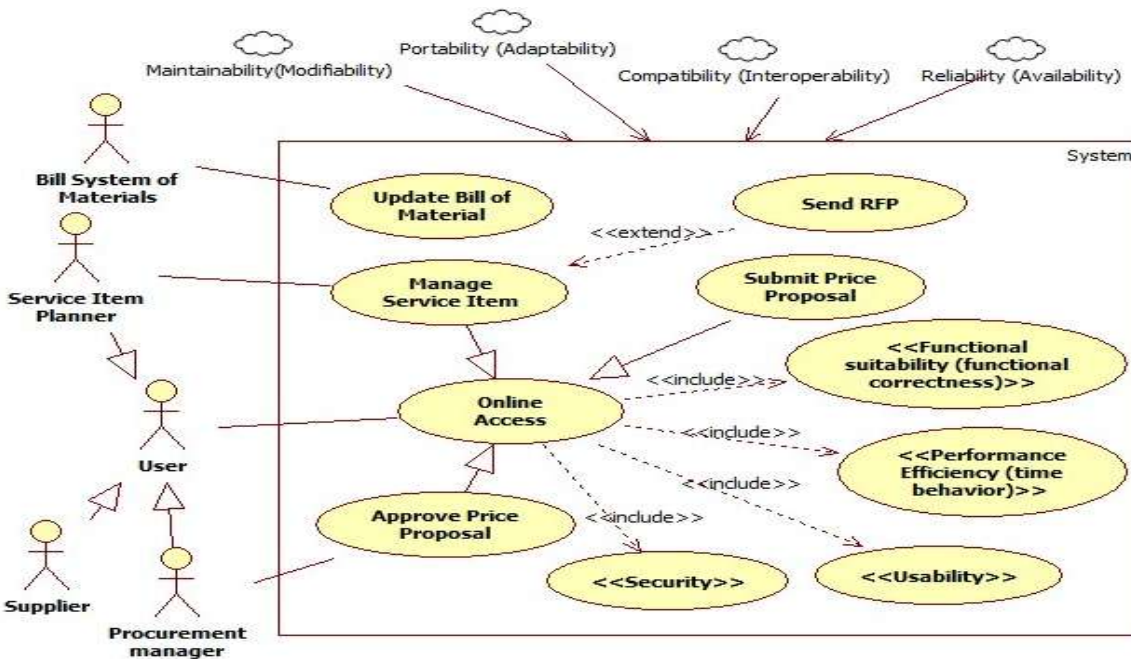 Portability (Adaptability)
Maintainability(Modifiability)
Compatibility (Interoperability)
Reliability (Availability)
System
Bill System of
Materials
Update Bill of
Material
Send RFP
<<extend>>
Service Item
Planner
Manage
Service Item
Submit Price
Proposal
<<Functional
suitability (functional
correctness)>>
<<include>>
Online
Access
<<include>>
<<Performance
Efficiency (time
behavior)>>
User
<<include>>
<<include>>
Approve Price
Proposal
<<Security>>
<<Usability>>
Supplier
Procurement
manager